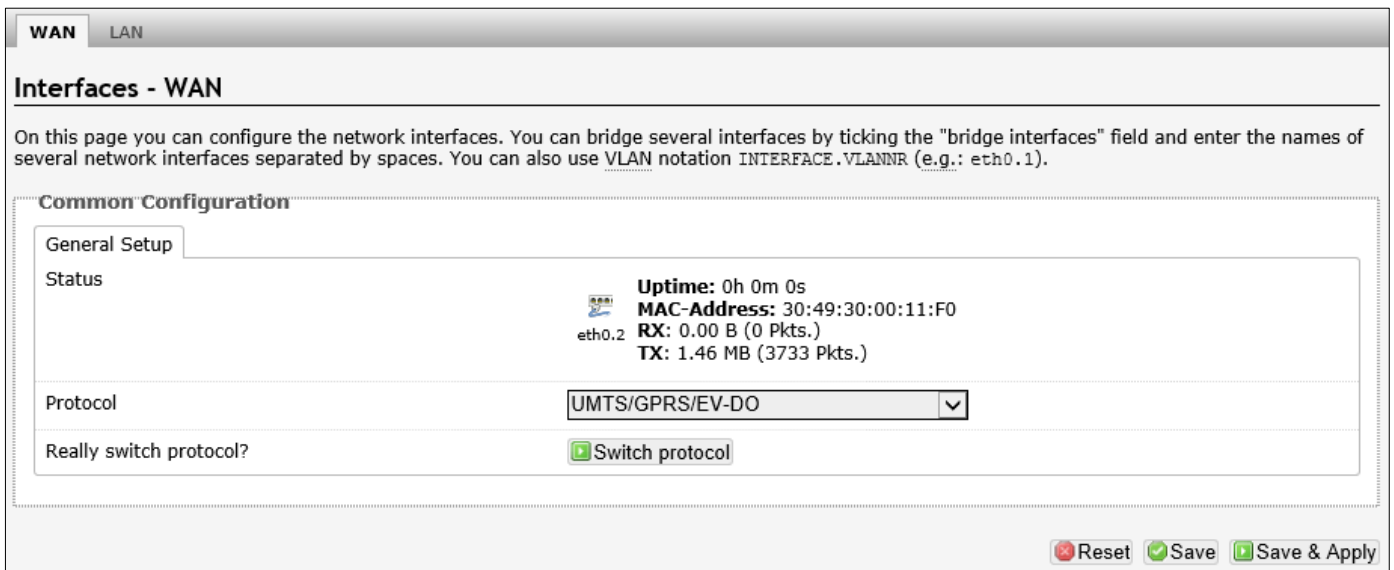 WAN LAN
Interfaces - WAN
On this page you can configure the network interfaces. You can bridge several interfaces by ticking the "bridge interfaces" field and enter the names of
several network interfaces separated by spaces. You can also use VLAN notation INTERFACE.VLANNR (e.g.: eth0.1).
Common Configuration
General Setup
Status
eth0.2
Uptime: 0h 0m 0s
MAC-Address: 30:49:30:00:11:F0
RX: 0.00 B (0 Pkts.)
TX: 1.46 MB (3733 Pkts.)
Protocol UMTS/GPRS/EV-DO
Really switch protocol? Switch protocol
Reset Save Save & Apply